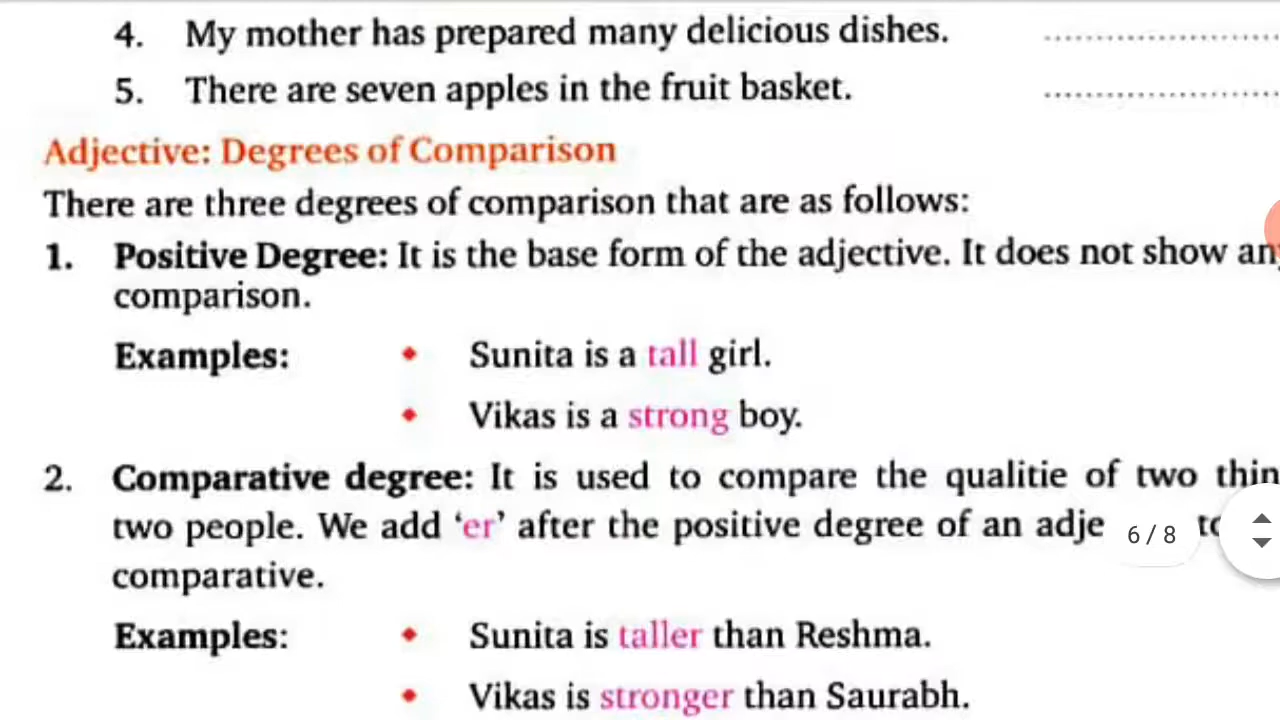 4. My mother has prepared many delicious dishes. ....................
5. There are seven apples in the fruit basket. ....................
Adjective: Degrees of Comparison
There are three degrees of comparison that are as follows:
1. Positive Degree: It is the base form of the adjective. It does not show
comparison.
Examples: • Sunita is a tall girl.
• Vikas is a strong boy.
2. Comparative degree: It is used to compare the qualitie of two
two people. We add ‘er’ after the positive degree of an
6 / 8
comparative.
Examples: • Sunita is taller than Reshma.
• Vikas is stronger than Saurabh.